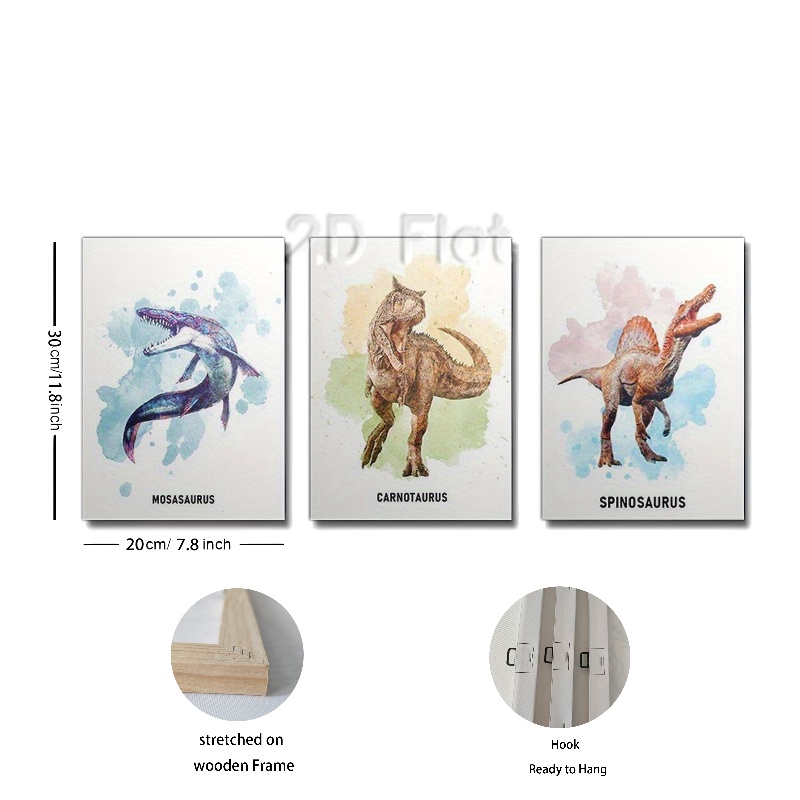 2D Flat
30cm/11.8inch
MOSASAURUS
CARNOTAURUS
SPINOSAURUS
20cm/ 7.8 inch
stretched on
wooden Frame
Hook
Ready to Hang